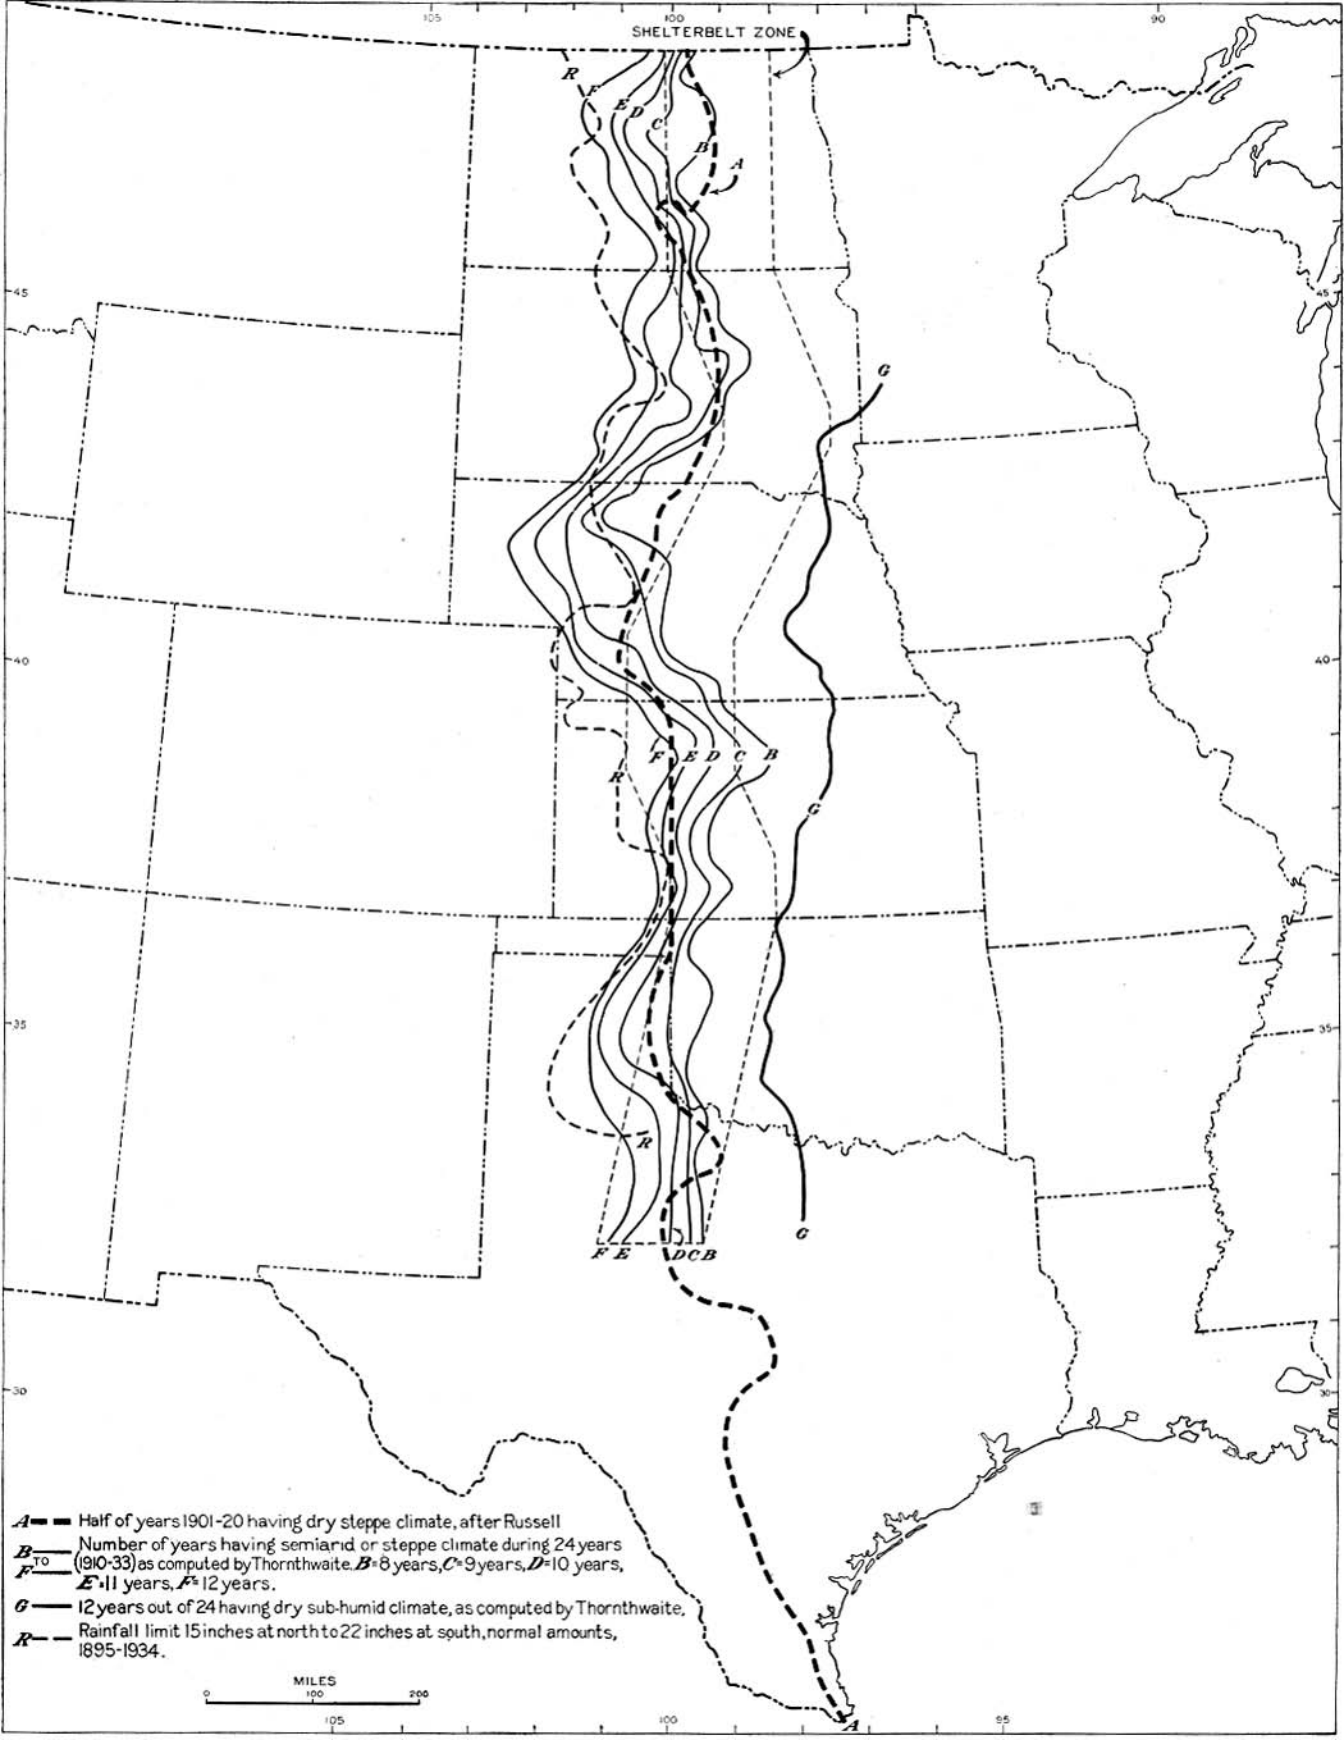 105 100 90
SHELTERBELT ZONE
R
F
E
D
C
B
A
45 45
G
40 40
F E D C B
R
G
35 35
R
G
F E D C B
30 30
A Half of years 1901-20 having dry steppe climate, after Russell
B Number of years having semiarid or steppe climate during 24 years
TO (1910-33) as computed by Thornthwaite. B=8 years, C=9 years, D=10 years,
F E=11 years, F=12 years.
G 12 years out of 24 having dry sub-humid climate, as computed by Thornthwaite.
R Rainfall limit 15 inches at north to 22 inches at south, normal amounts,
1895-1934.
MILES
0 100 200
105 100 95
A